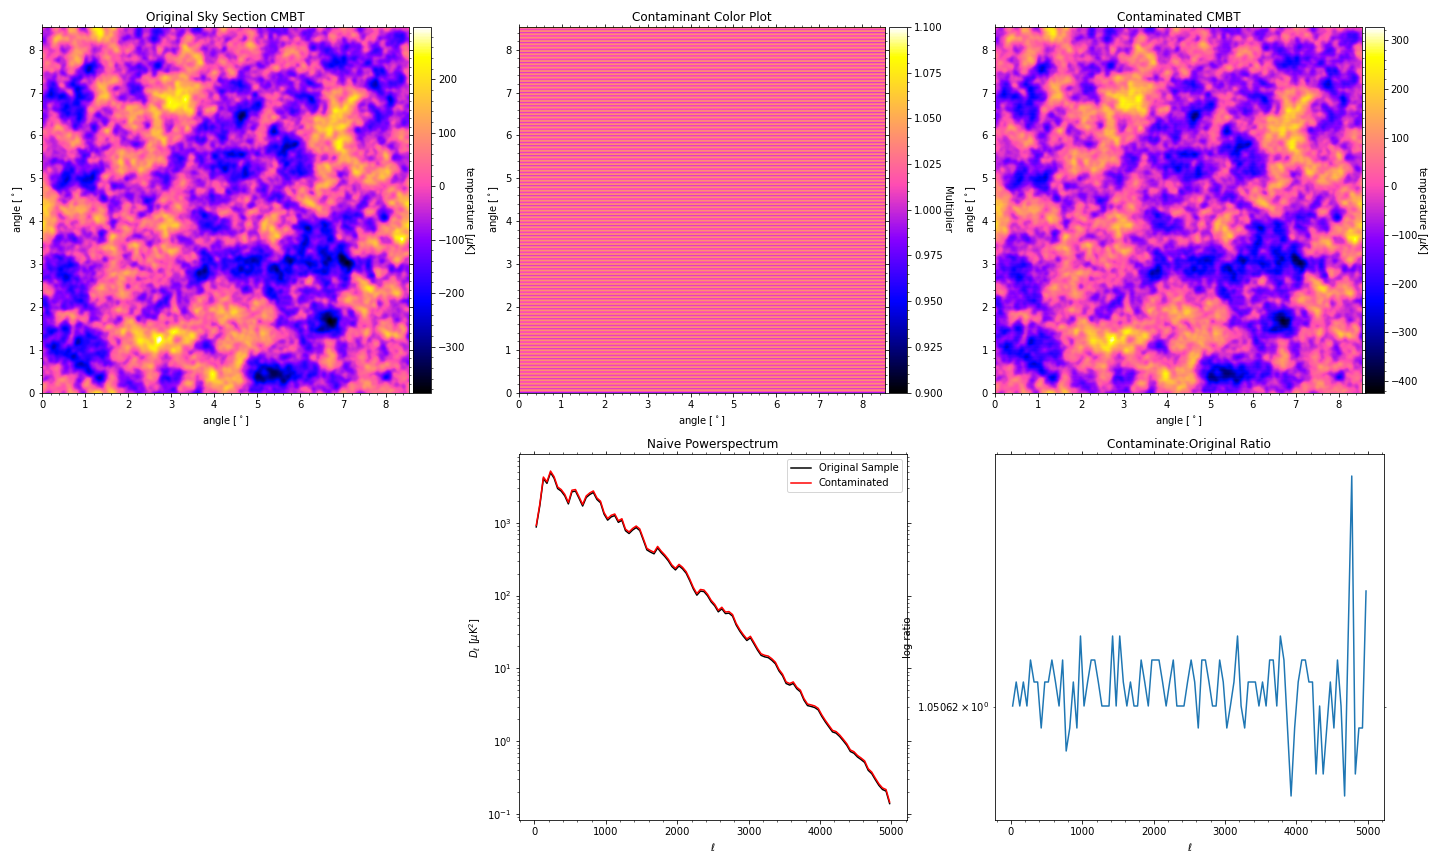 Original Sky Section CMBT
8
7
6
5
4
3
2
1
0
angle [°]
0 1 2 3 4 5 6 7 8
angle [°]
200
100
0
−100
−200
−300
temperature [μK]
Contaminant Color Plot
8
7
6
5
4
3
2
1
0
angle [°]
0 1 2 3 4 5 6 7 8
angle [°]
1.100
1.075
1.050
1.025
1.000
0.975
0.950
0.925
0.900
Multiplier
Contaminated CMBT
8
7
6
5
4
3
2
1
0
angle [°]
0 1 2 3 4 5 6 7 8
angle [°]
300
200
100
0
−100
−200
−300
−400
temperature [μK]
Naive Powerspectrum
Original Sample
Contaminated
10³
10²
10¹
10⁰
10⁻¹
Dℓ [μK²]
0 1000 2000 3000 4000 5000
ℓ
Contaminate:Original Ratio
log ratio
1.05062 × 10⁰
0 1000 2000 3000 4000 5000
ℓ